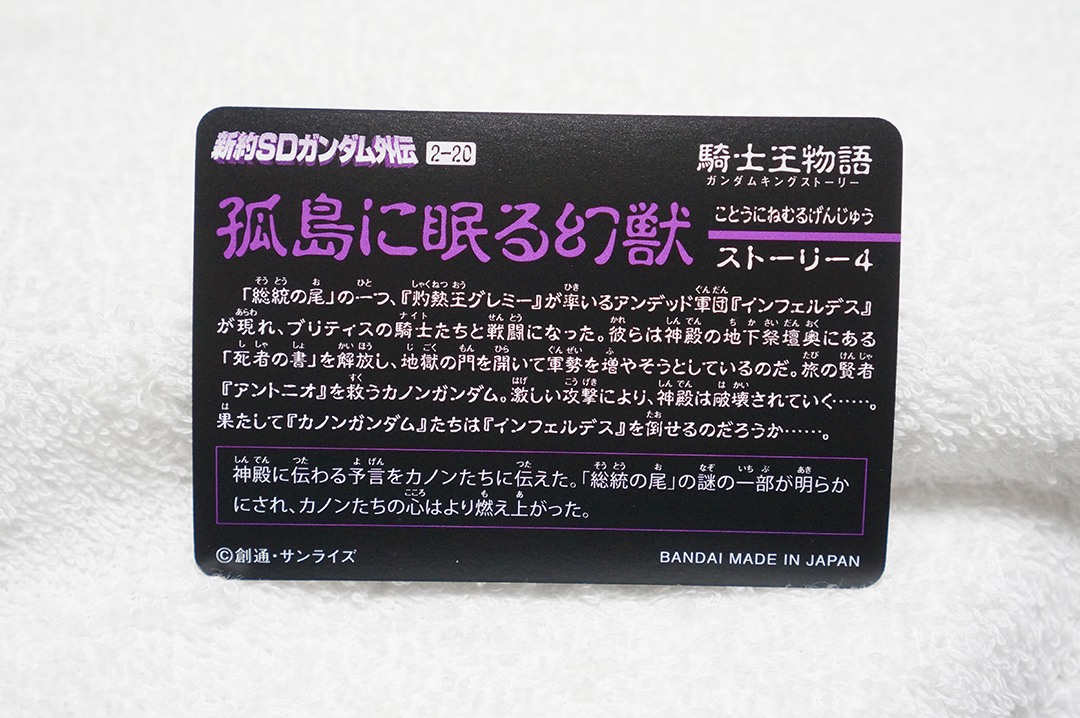 新約SDガンダム外伝 2-20
騎士王物語
ガンダムキングストーリー
孤島に眠る幻獣
ことうにねむるげんじゅう
ストーリー4
「総統の尾」の一つ、『灼熱王グレミー』が率いるアンデッド軍団『インフェルデス』
が現れ、ブリティスの騎士たちと戦闘になった。彼らは神殿の地下祭壇奥にある
「死者の書」を解放し、地獄の門を開いて軍勢を増やそうとしているのだ。旅の賢者
『アントニオ』を救うカノンガンダム。激しい攻撃により、神殿は破壊されていく……。
果たして『カノンガンダム』たちは『インフェルデス』を倒せるのだろうか……。
神殿に伝わる予言をカノンたちに伝えた。「総統の尾」の謎の一部が明らか
にされ、カノンたちの心はより燃え上がった。
©創通・サンライズ
BANDAI MADE IN JAPAN